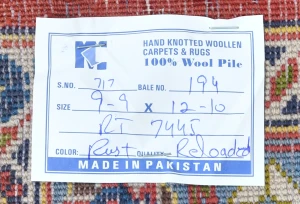 HAND KNOTTED WOOLLEN
CARPETS & RUGS
100% Wool Pile
S. NO. 717 BALE NO. 194
SIZE 9-9 x 12-10
RT 7445
COLOR: Rust QUALITY Reloaded
MADE IN PAKISTAN